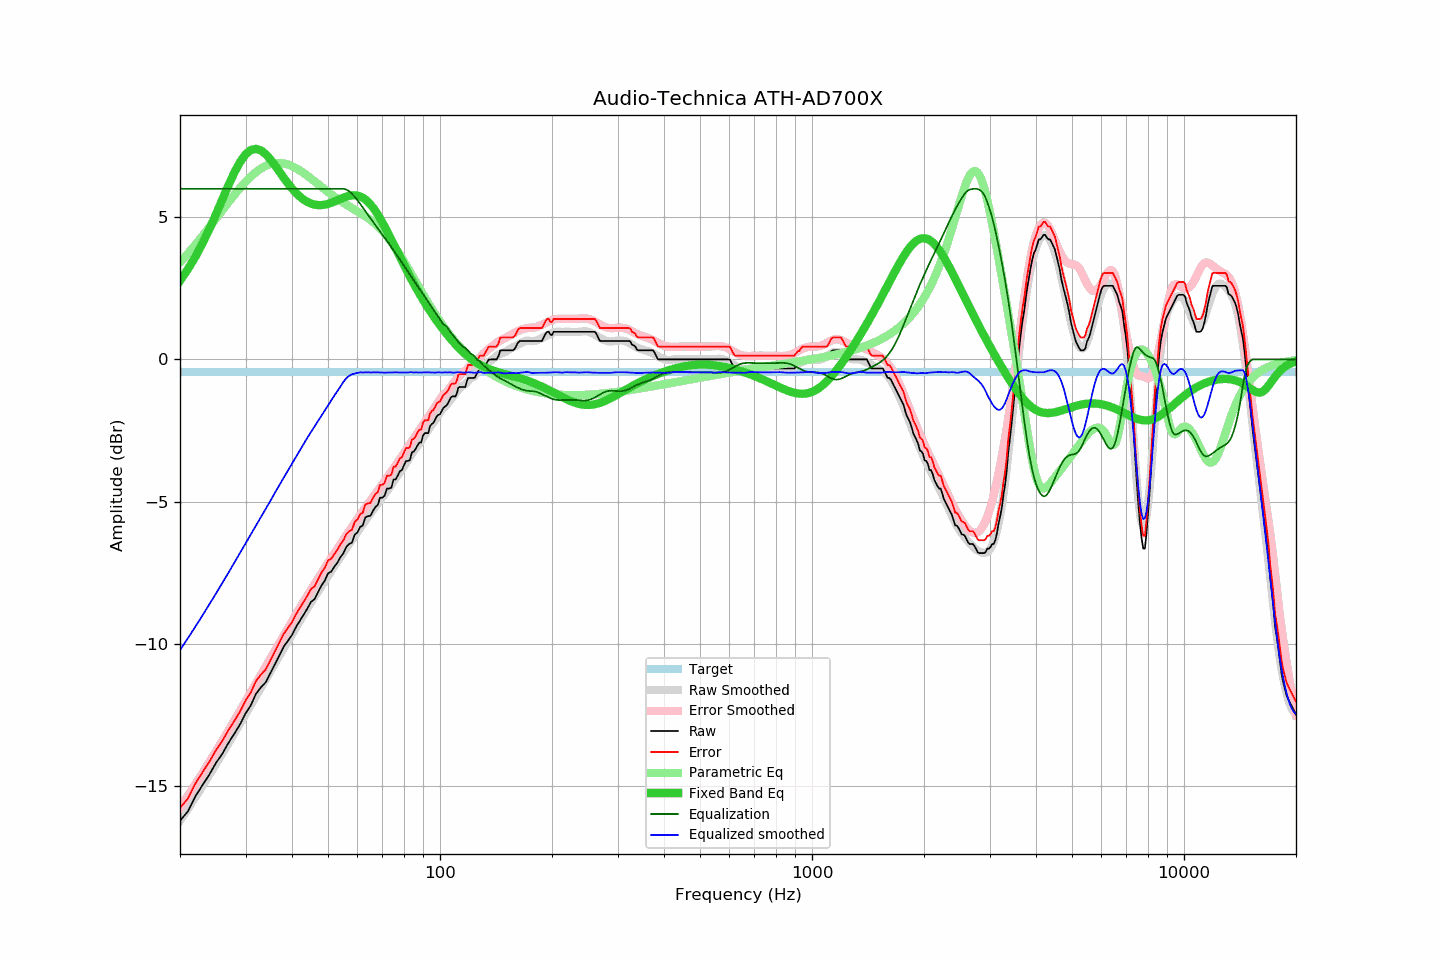 Audio-Technica ATH-AD700X
Amplitude (dBr)
5
0
−5
−10
−15
Target
Raw Smoothed
Error Smoothed
Raw
Error
Parametric Eq
Fixed Band Eq
Equalization
Equalized smoothed
100
1000
10000
Frequency (Hz)